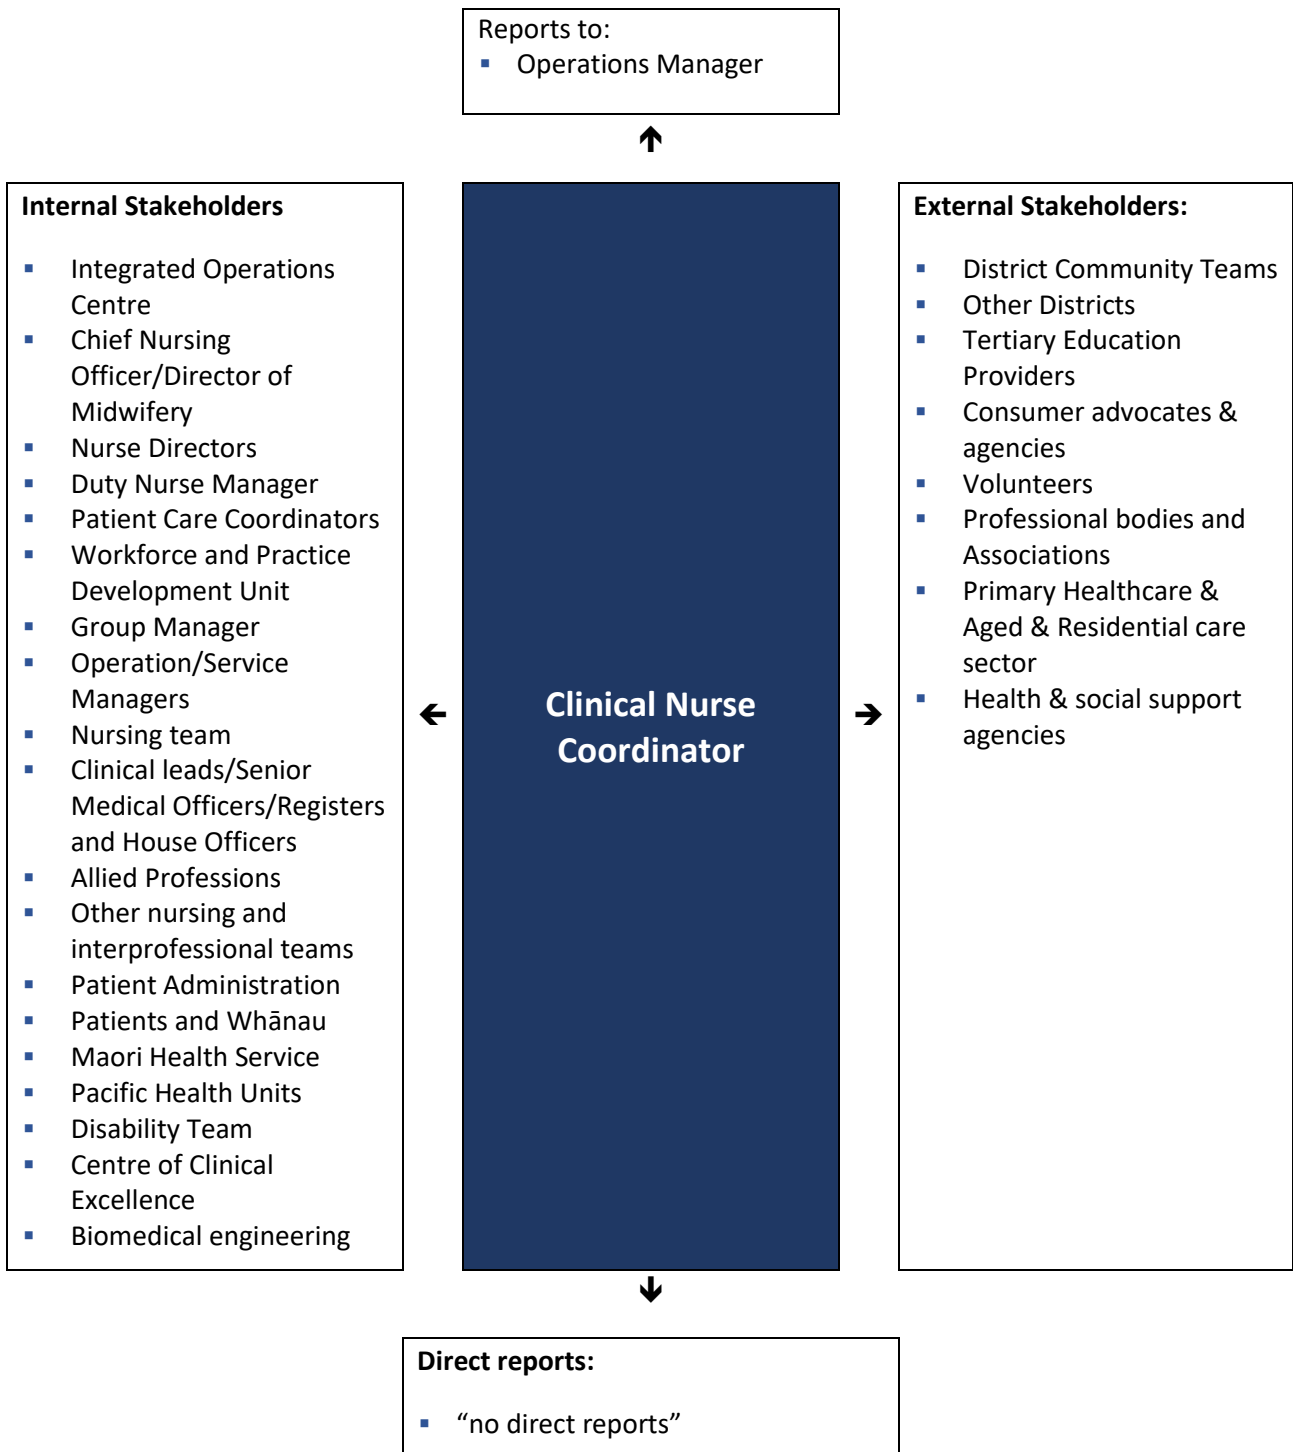 Reports to:
▪ Operations Manager
🡱
Internal Stakeholders
▪ Integrated Operations
Centre
▪ Chief Nursing
Officer/Director of
Midwifery
▪ Nurse Directors
▪ Duty Nurse Manager
▪ Patient Care Coordinators
▪ Workforce and Practice
Development Unit
▪ Group Manager
▪ Operation/Service
Managers
▪ Nursing team
▪ Clinical leads/Senior
Medical Officers/Registers
and House Officers
▪ Allied Professions
▪ Other nursing and
interprofessional teams
▪ Patient Administration
▪ Patients and Whānau
▪ Maori Health Service
▪ Pacific Health Units
▪ Disability Team
▪ Centre of Clinical
Excellence
▪ Biomedical engineering
🡰
Clinical Nurse
Coordinator
🡲
External Stakeholders:
▪ District Community Teams
▪ Other Districts
▪ Tertiary Education
Providers
▪ Consumer advocates &
agencies
▪ Volunteers
▪ Professional bodies and
Associations
▪ Primary Healthcare &
Aged & Residential care
sector
▪ Health & social support
agencies
🡳
Direct reports:
▪ “no direct reports”